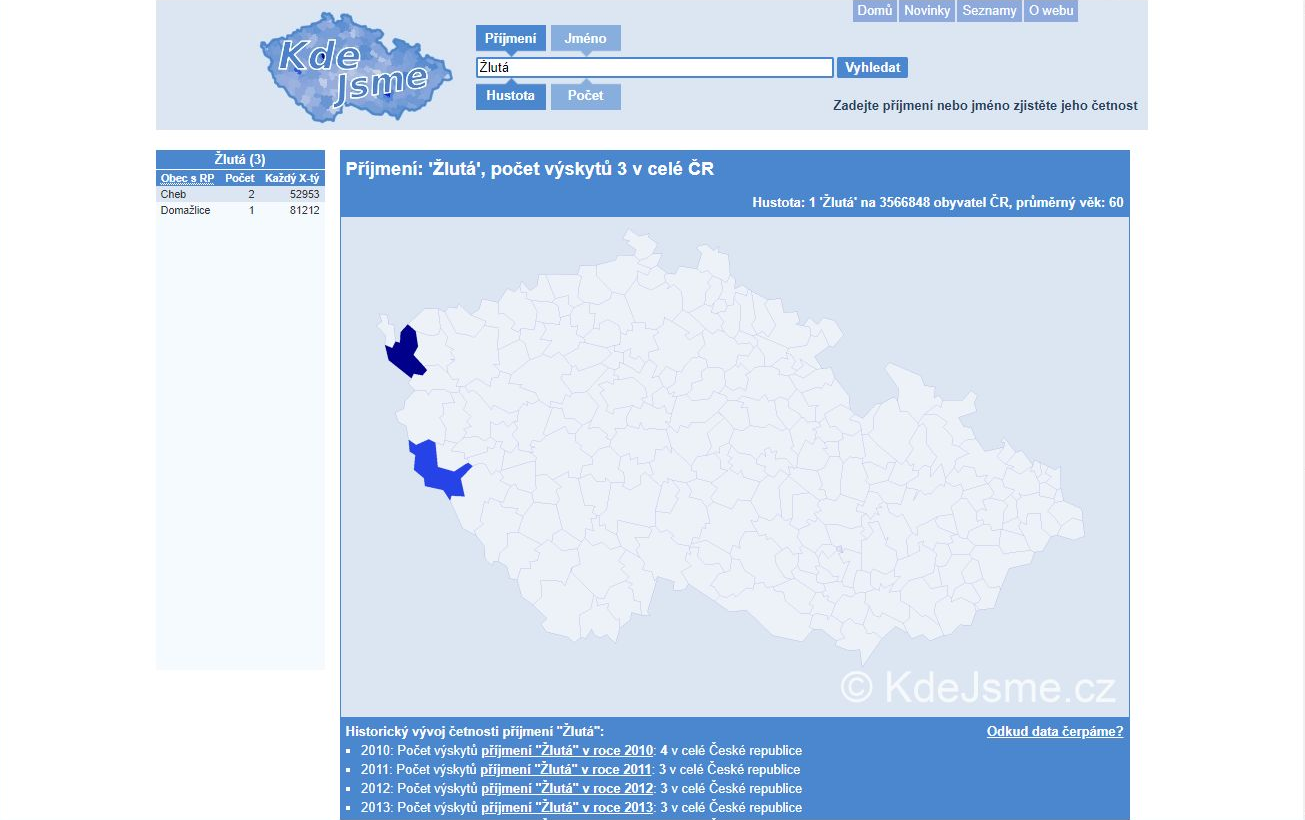 Domů Novinky Seznamy O webu
Kde
Jsme
Příjmení Jméno
Žlutá Vyhledat
Hustota Počet
Zadejte příjmení nebo jméno zjistěte jeho četnost
Žlutá (3)
Obec s RP Počet Každý X-tý
Cheb 2 52953
Domažlice 1 81212
Příjmení: 'Žlutá', počet výskytů 3 v celé ČR
Hustota: 1 'Žlutá' na 3566848 obyvatel ČR, průměrný věk: 60
© KdeJsme.cz
Historický vývoj četnosti příjmení "Žlutá": Odkud data čerpáme?
2010: Počet výskytů příjmení "Žlutá" v roce 2010: 4 v celé České republice
2011: Počet výskytů příjmení "Žlutá" v roce 2011: 3 v celé České republice
2012: Počet výskytů příjmení "Žlutá" v roce 2012: 3 v celé České republice
2013: Počet výskytů příjmení "Žlutá" v roce 2013: 3 v celé České republice